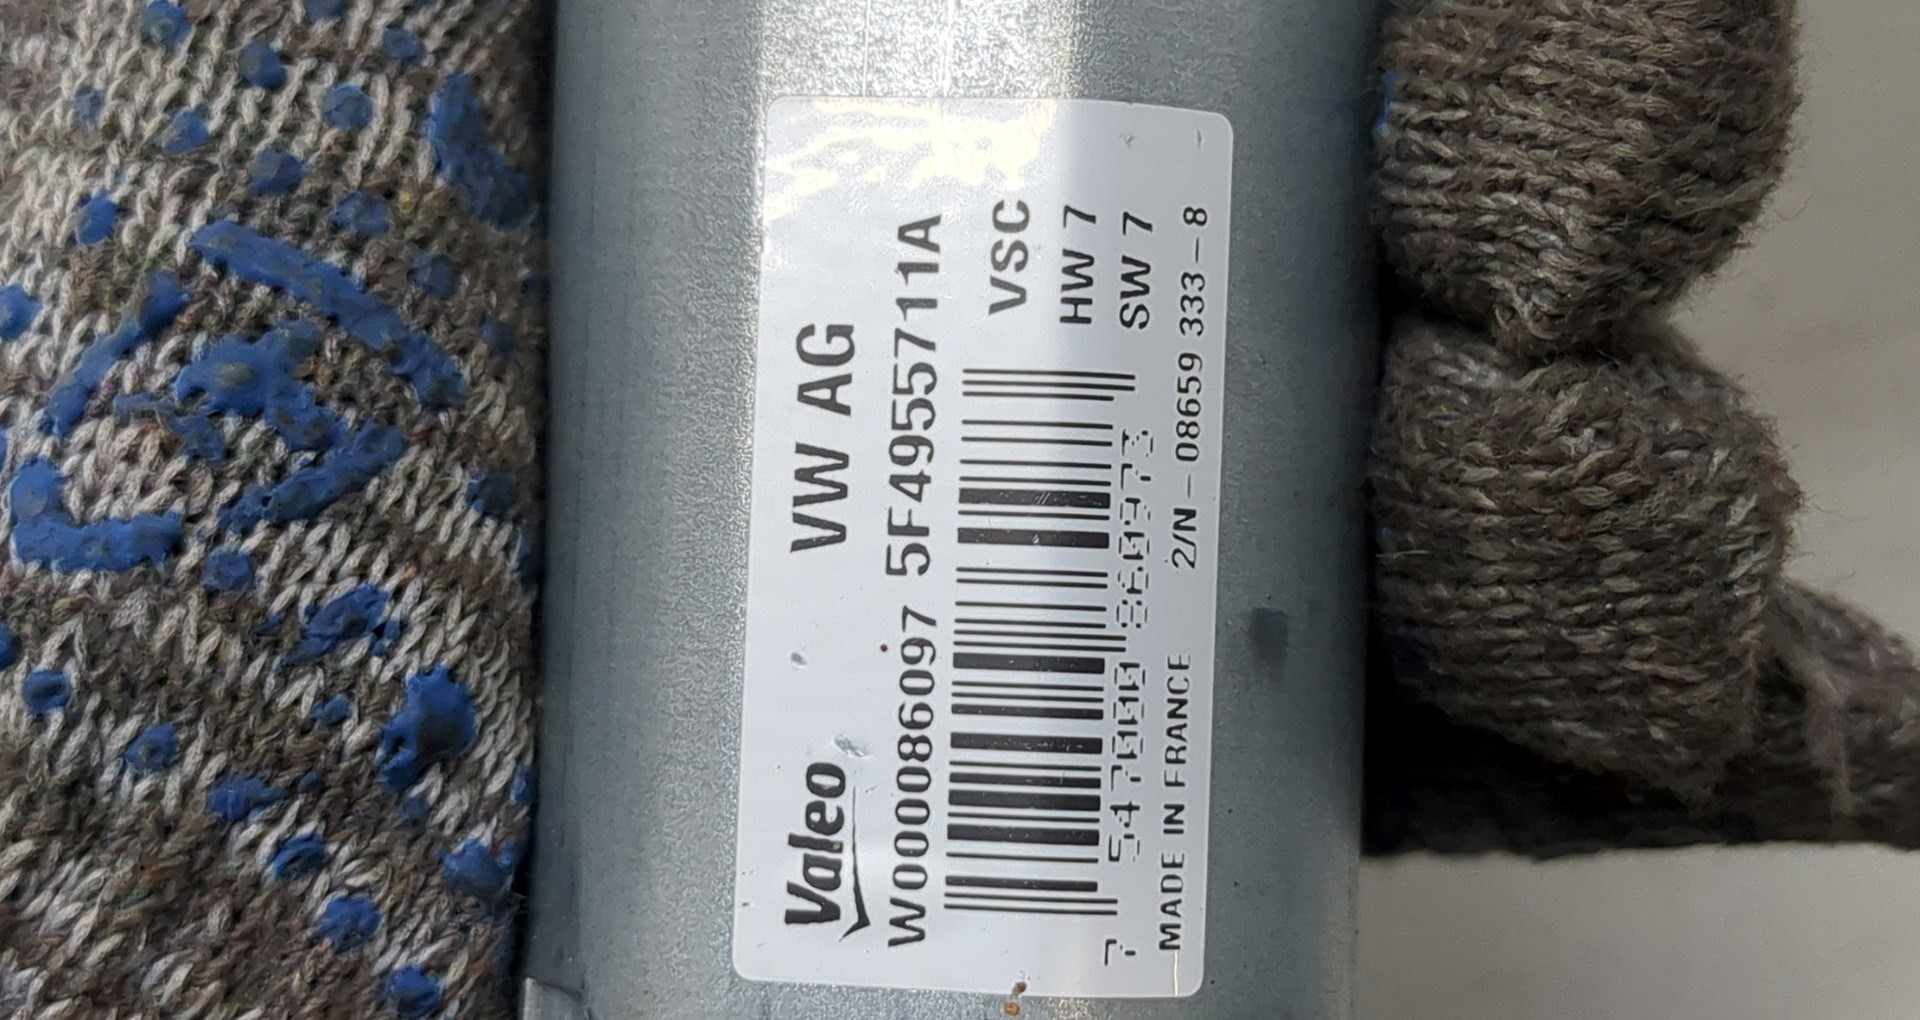 Valeo VW AG
W000086097 5F4955711A
VSC
HW 7
SW 7
MADE IN FRANCE 2/N-08659 333-8